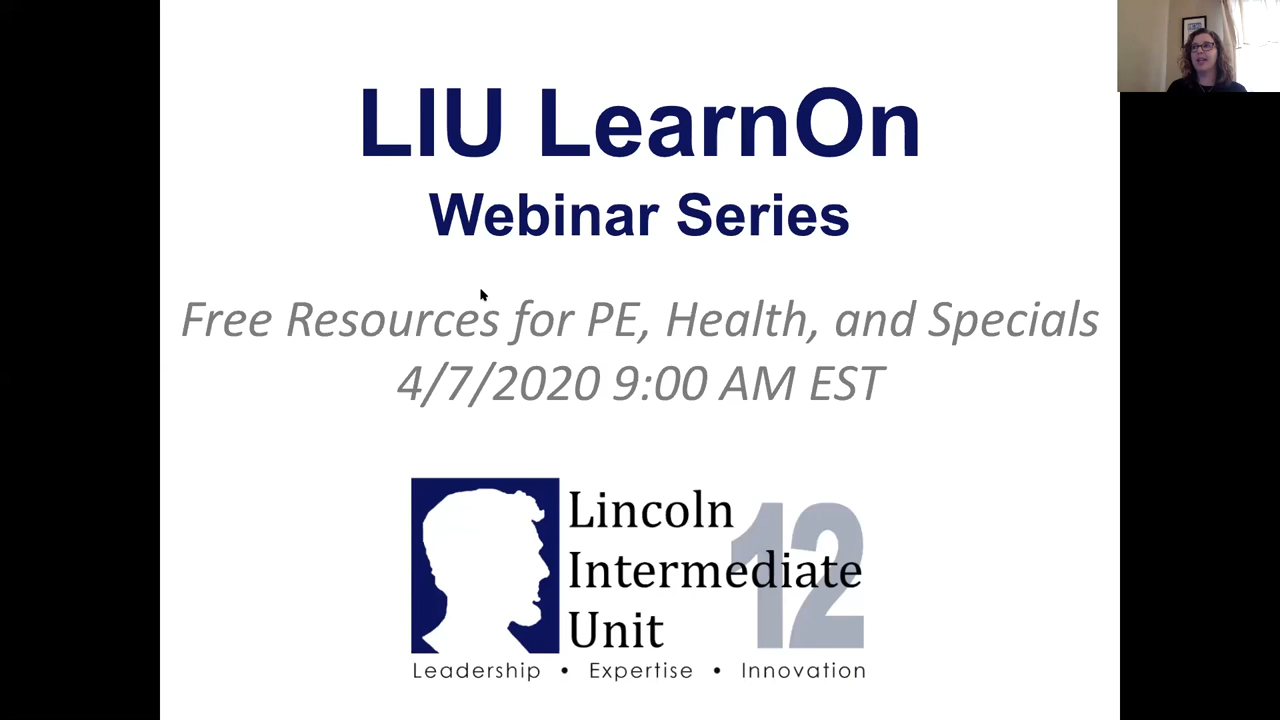 LIU LearnOn
Webinar Series
Free Resources for PE, Health, and Specials
4/7/2020 9:00 AM EST
Lincoln
Intermediate
Unit
12
Leadership • Expertise • Innovation